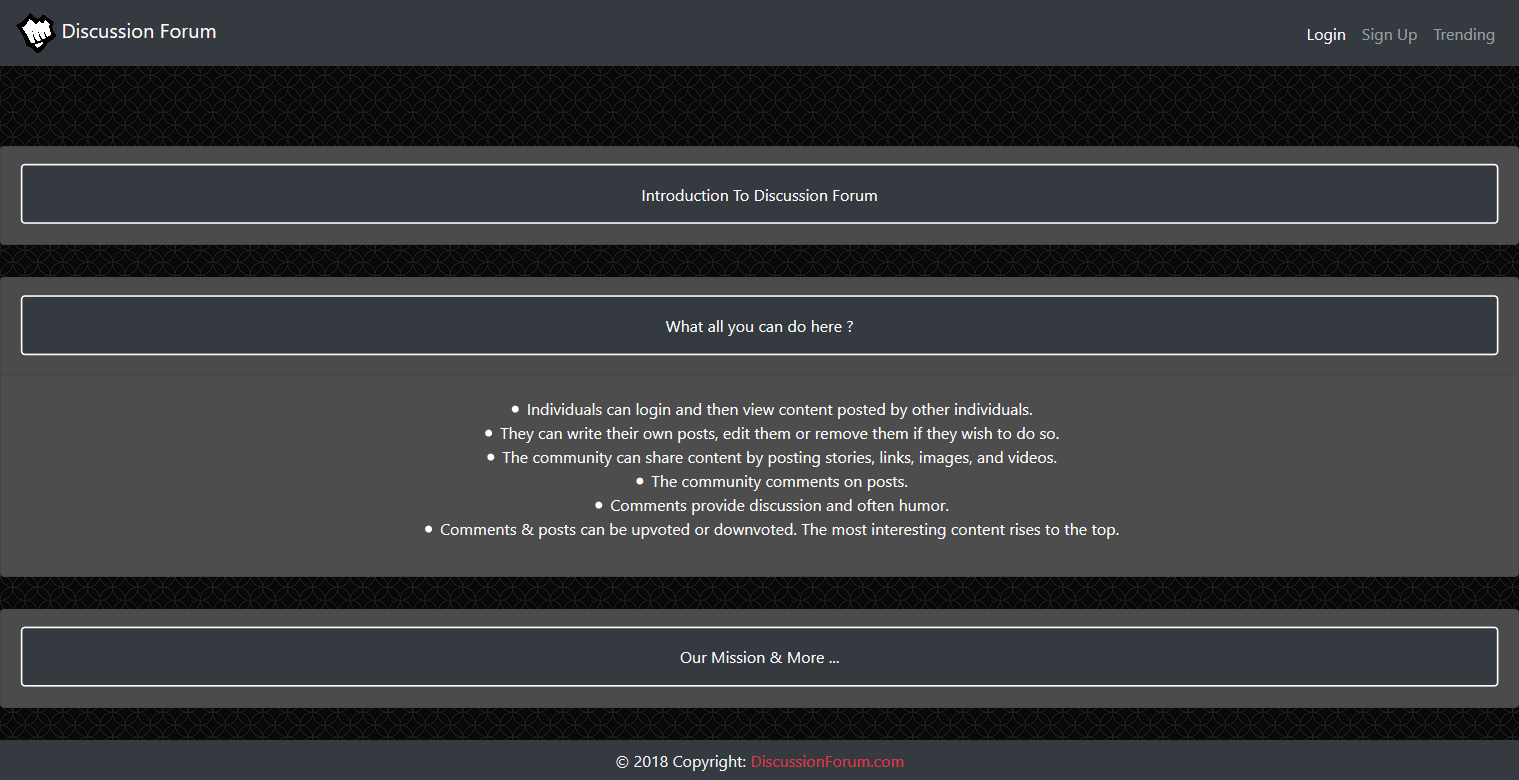 Discussion Forum
Login Sign Up Trending
Introduction To Discussion Forum
What all you can do here ?
• Individuals can login and then view content posted by other individuals.
• They can write their own posts, edit them or remove them if they wish to do so.
• The community can share content by posting stories, links, images, and videos.
• The community comments on posts.
• Comments provide discussion and often humor.
• Comments & posts can be upvoted or downvoted. The most interesting content rises to the top.
Our Mission & More ...
© 2018 Copyright: DiscussionForum.com